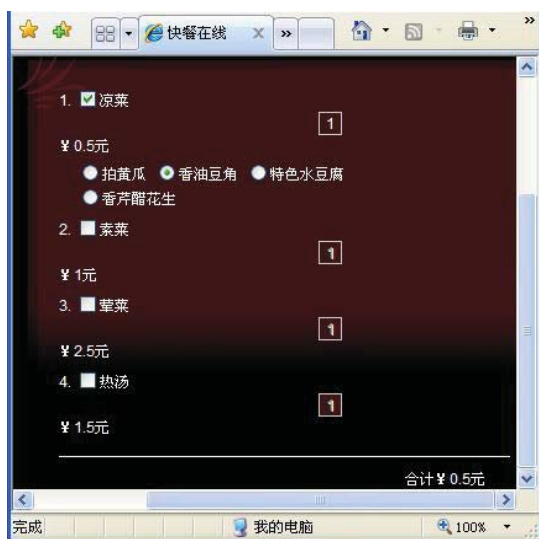 快餐在线
1. 凉菜
1
¥ 0.5元
拍黄瓜 香油豆角 特色水豆腐
香芹醋花生
2. 素菜
1
¥ 1元
3. 荤菜
1
¥ 2.5元
4. 热汤
1
¥ 1.5元
合计¥ 0.5元
完成 我的电脑 100%